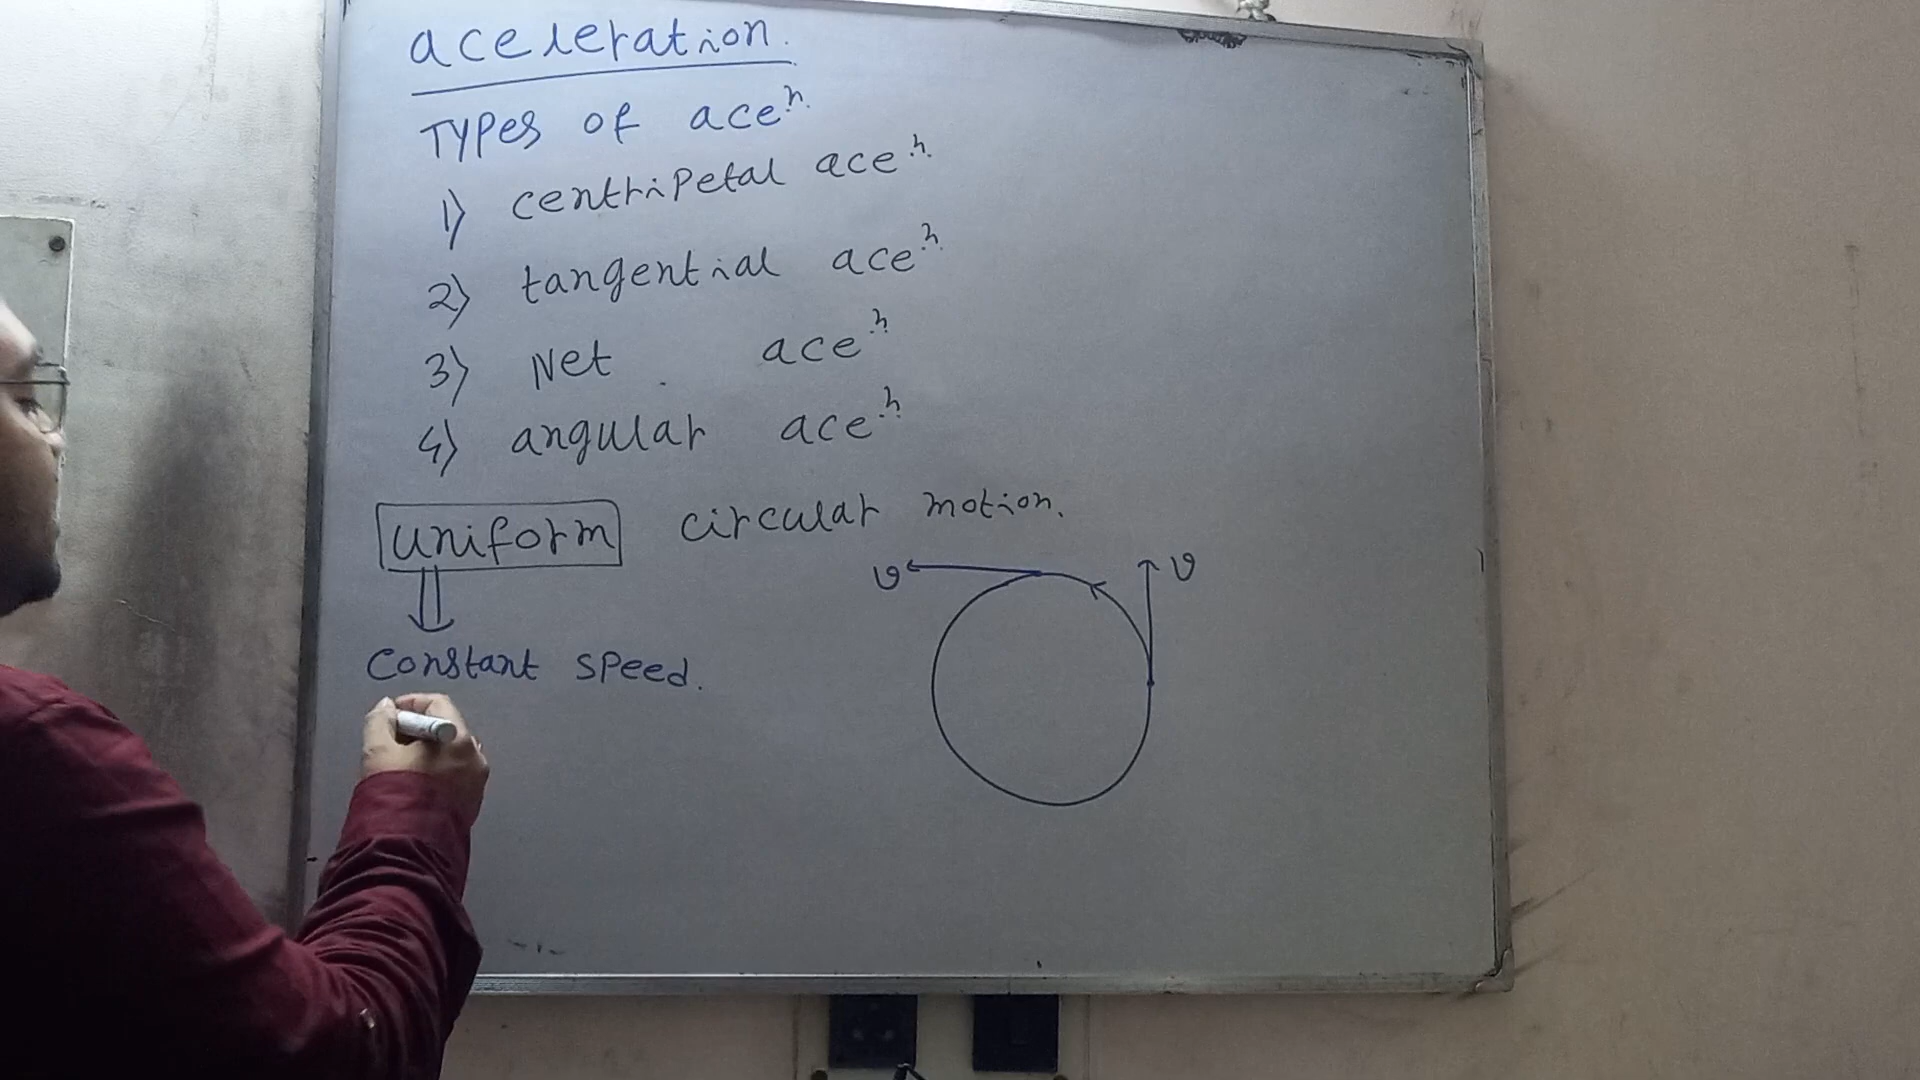 aceleration.
Types of aceⁿ.
1) centripetal aceⁿ.
2) tangential aceⁿ.
3) Net aceⁿ.
4) angular aceⁿ.
uniform circular motion.
v v
constant speed.